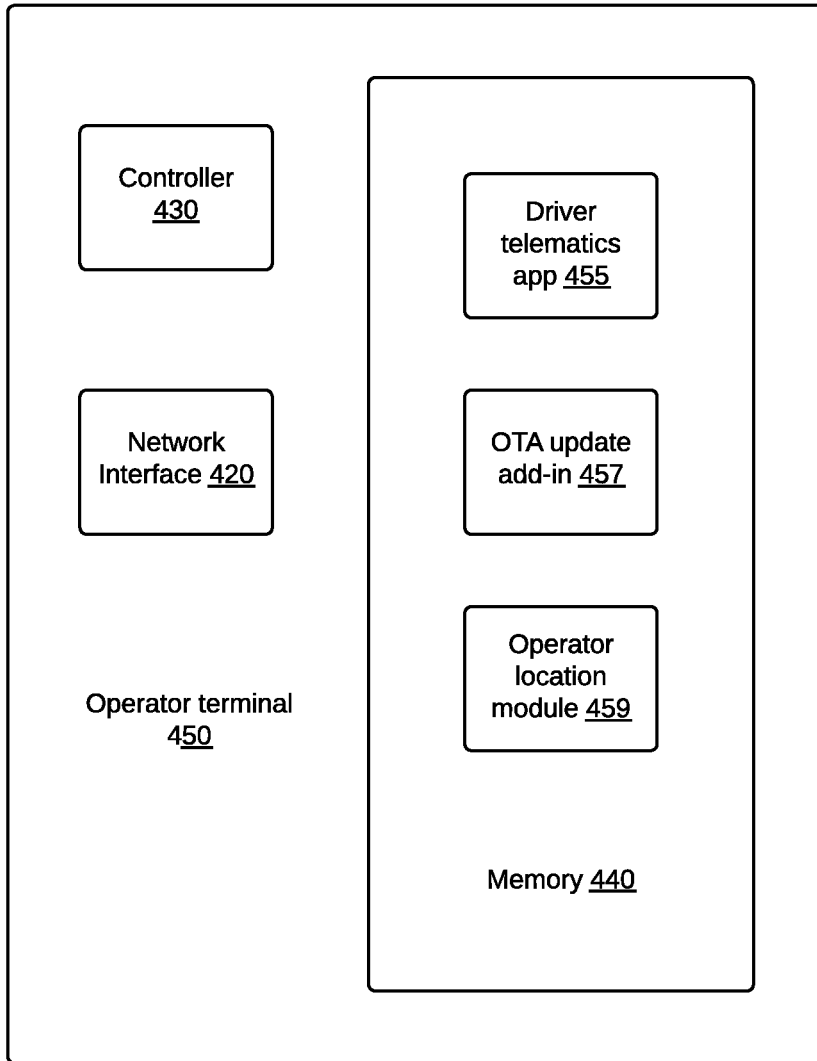 Controller
430
Driver
telematics
app 455
Network
Interface 420
OTA update
add-in 457
Operator
location
module 459
Operator terminal
450
Memory 440